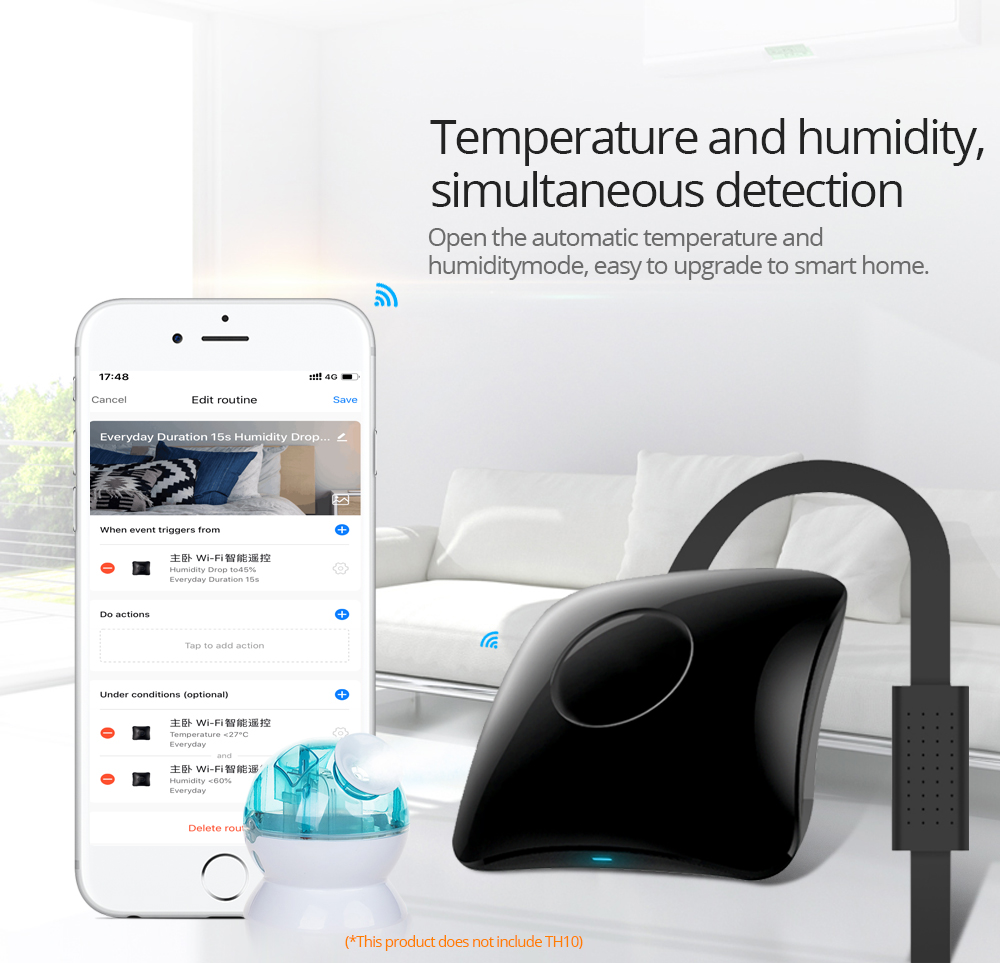 Temperature and humidity,
simultaneous detection
Open the automatic temperature and
humiditymode, easy to upgrade to smart home.
17:48
4G
Cancel
Edit routine
Save
Everyday Duration 15s Humidity Drop...
When event triggers from
主卧 Wi-Fi智能遥控
Humidity Drop to45%
Everyday Duration 15s
Do actions
Tap to add action
Under conditions (optional)
主卧 Wi-Fi智能遥控
Temperature <27°C
Everyday
and
主卧 Wi-Fi智能遥
Humidity <60%
Everyday
Delete rou
(*This product does not include TH10)